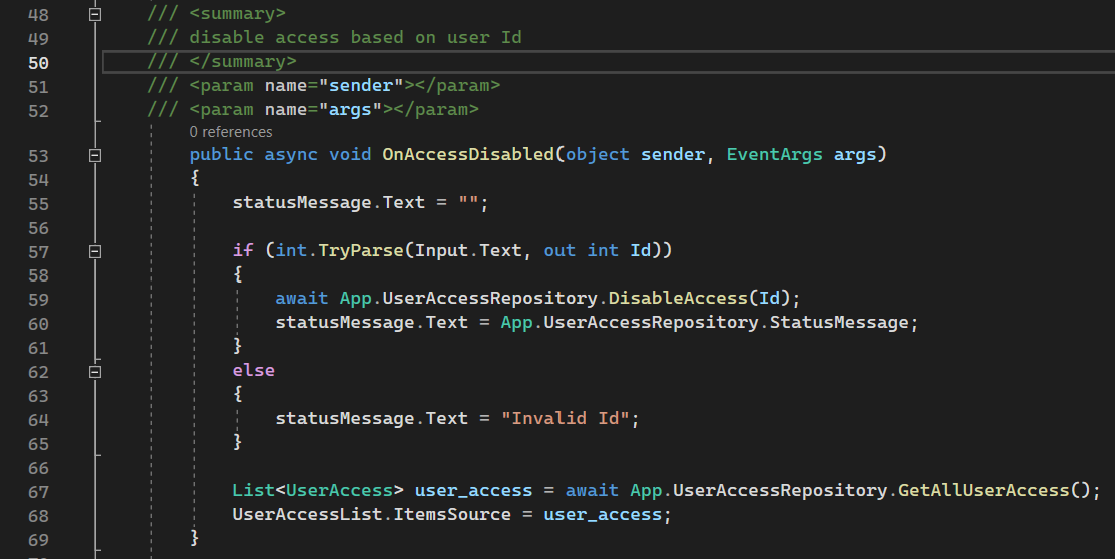 48 /// <summary>
49 /// disable access based on user Id
50 /// </summary>
51 /// <param name="sender"></param>
52 /// <param name="args"></param>
0 references
53 public async void OnAccessDisabled(object sender, EventArgs args)
54 {
55 statusMessage.Text = "";
56
57 if (int.TryParse(Input.Text, out int Id))
58 {
59 await App.UserAccessRepository.DisableAccess(Id);
60 statusMessage.Text = App.UserAccessRepository.StatusMessage;
61 }
62 else
63 {
64 statusMessage.Text = "Invalid Id";
65 }
66
67 List<UserAccess> user_access = await App.UserAccessRepository.GetAllUserAccess();
68 UserAccessList.ItemsSource = user_access;
69 }